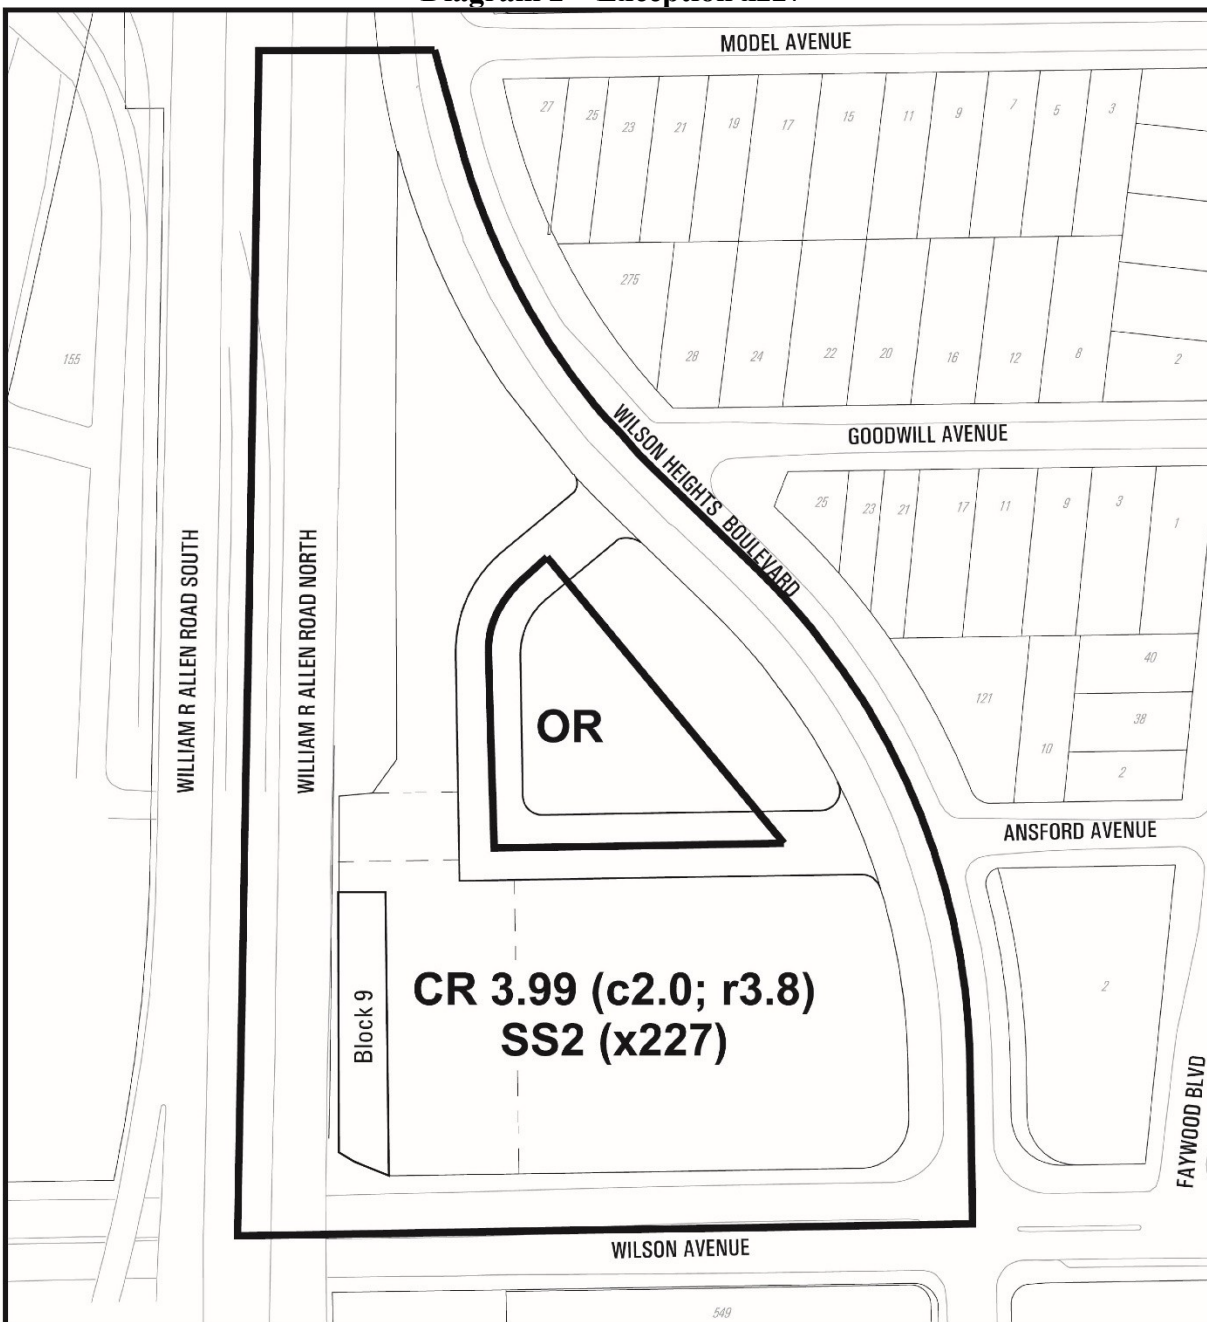 MODEL AVENUE
27 25 23 21 19 17 15 11 9 7 5 3
275
28 24 22 20 16 12 8 2
155
WILSON HEIGHTS BOULEVARD
GOODWILL AVENUE
25 23 21 17 11 9 3 1
WILLIAM R ALLEN ROAD SOUTH
WILLIAM R ALLEN ROAD NORTH
40
121
38
10
2
OR
ANSFORD AVENUE
Block 9
CR 3.99 (c2.0; r3.8)
SS2 (x227)
2
FAYWOOD BLVD
WILSON AVENUE
549